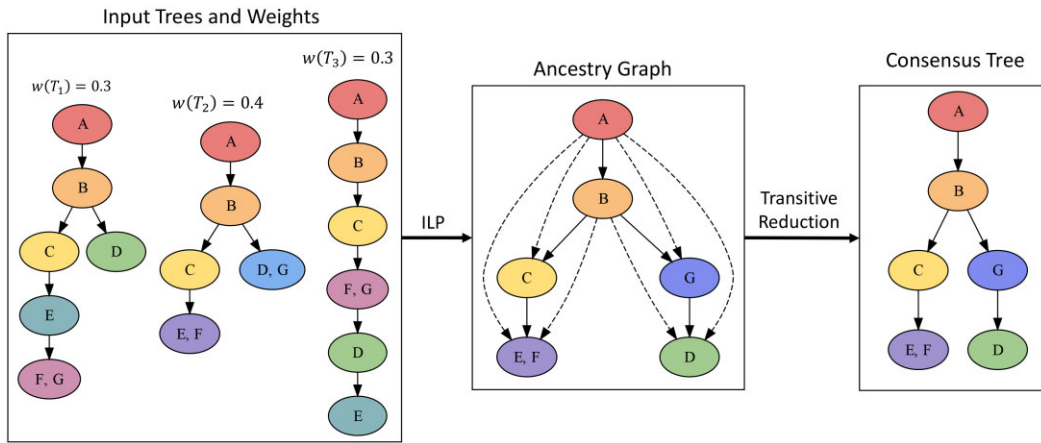 Input Trees and Weights
w(T₁) = 0.3
A
B
C
D
E
F, G
w(T₂) = 0.4
A
B
C
D, G
E, F
w(T₃) = 0.3
A
B
C
F, G
D
E
ILP
Ancestry Graph
A
B
C
G
E, F
D
Transitive
Reduction
Consensus Tree
A
B
C
G
E, F
D